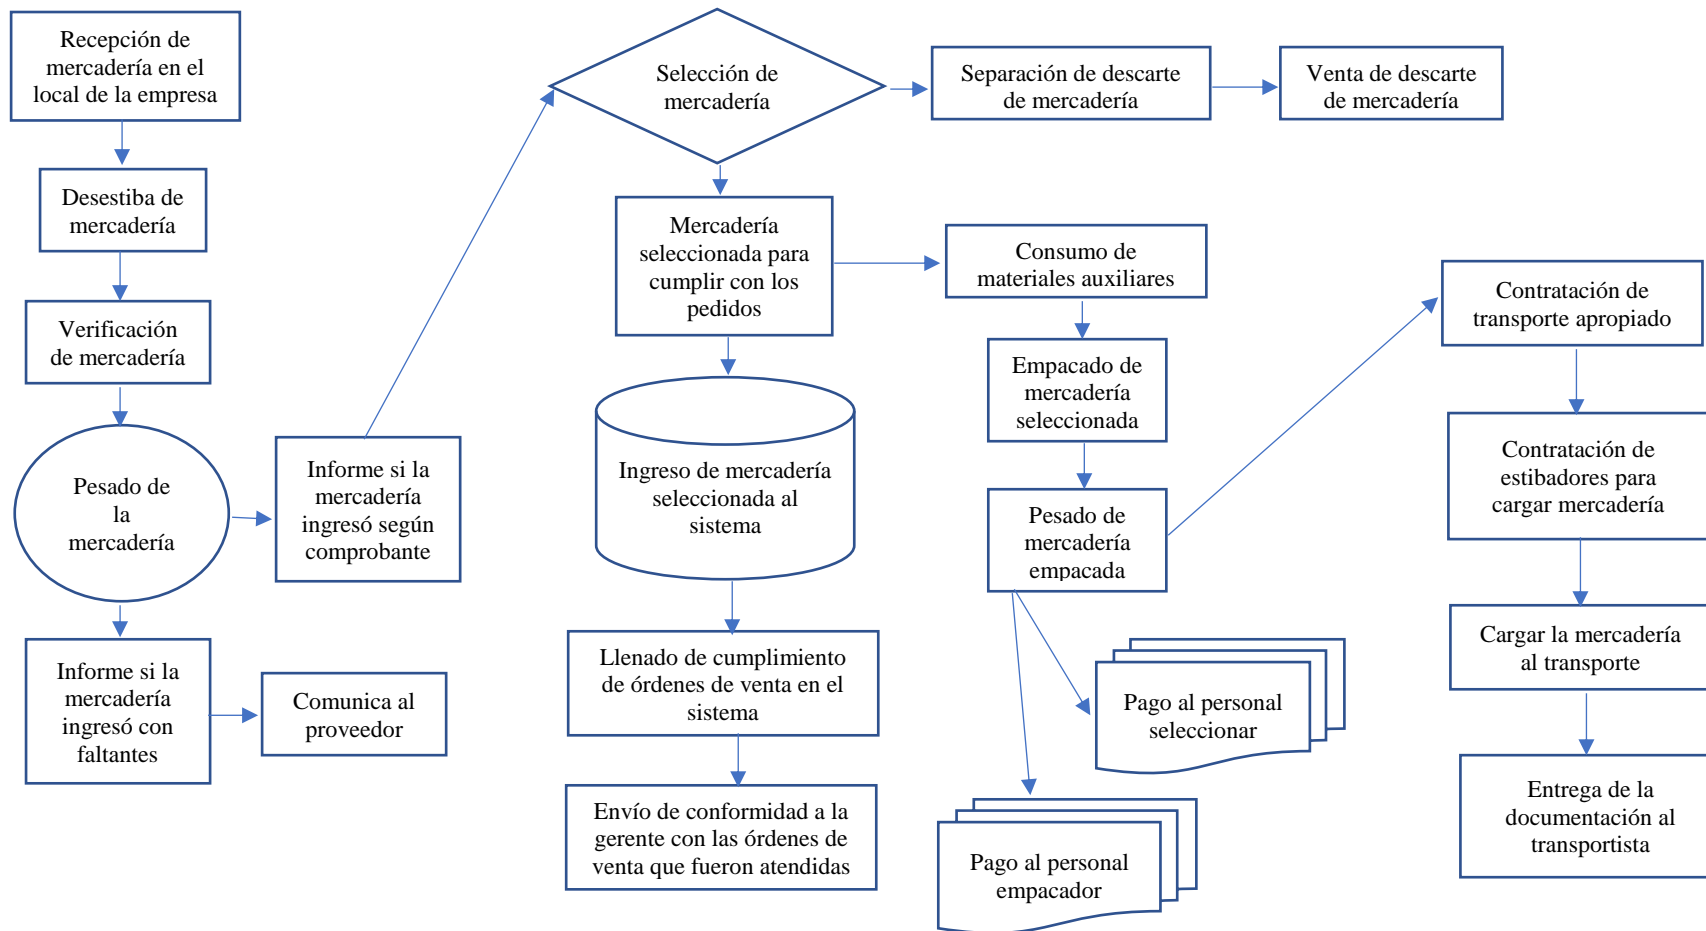 Recepción de
mercadería en el
local de la empresa
Desestiba de
mercadería
Verificación
de mercadería
Pesado de
la
mercadería
Informe si la
mercadería
ingresó con
faltantes
Comunica al
proveedor
Informe si la
mercadería
ingresó según
comprobante
Selección de
mercadería
Separación de descarte
de mercadería
Venta de descarte
de mercadería
Mercadería
seleccionada para
cumplir con los
pedidos
Ingreso de mercadería
seleccionada al
sistema
Llenado de cumplimiento
de órdenes de venta en el
sistema
Envío de conformidad a la
gerente con las órdenes de
venta que fueron atendidas
Consumo de
materiales auxiliares
Empacado de
mercadería
seleccionada
Pesado de
mercadería
empacada
Pago al personal
seleccionar
Pago al personal
empacador
Contratación de
transporte apropiado
Contratación de
estibadores para
cargar mercadería
Cargar la mercadería
al transporte
Entrega de la
documentación al
transportista